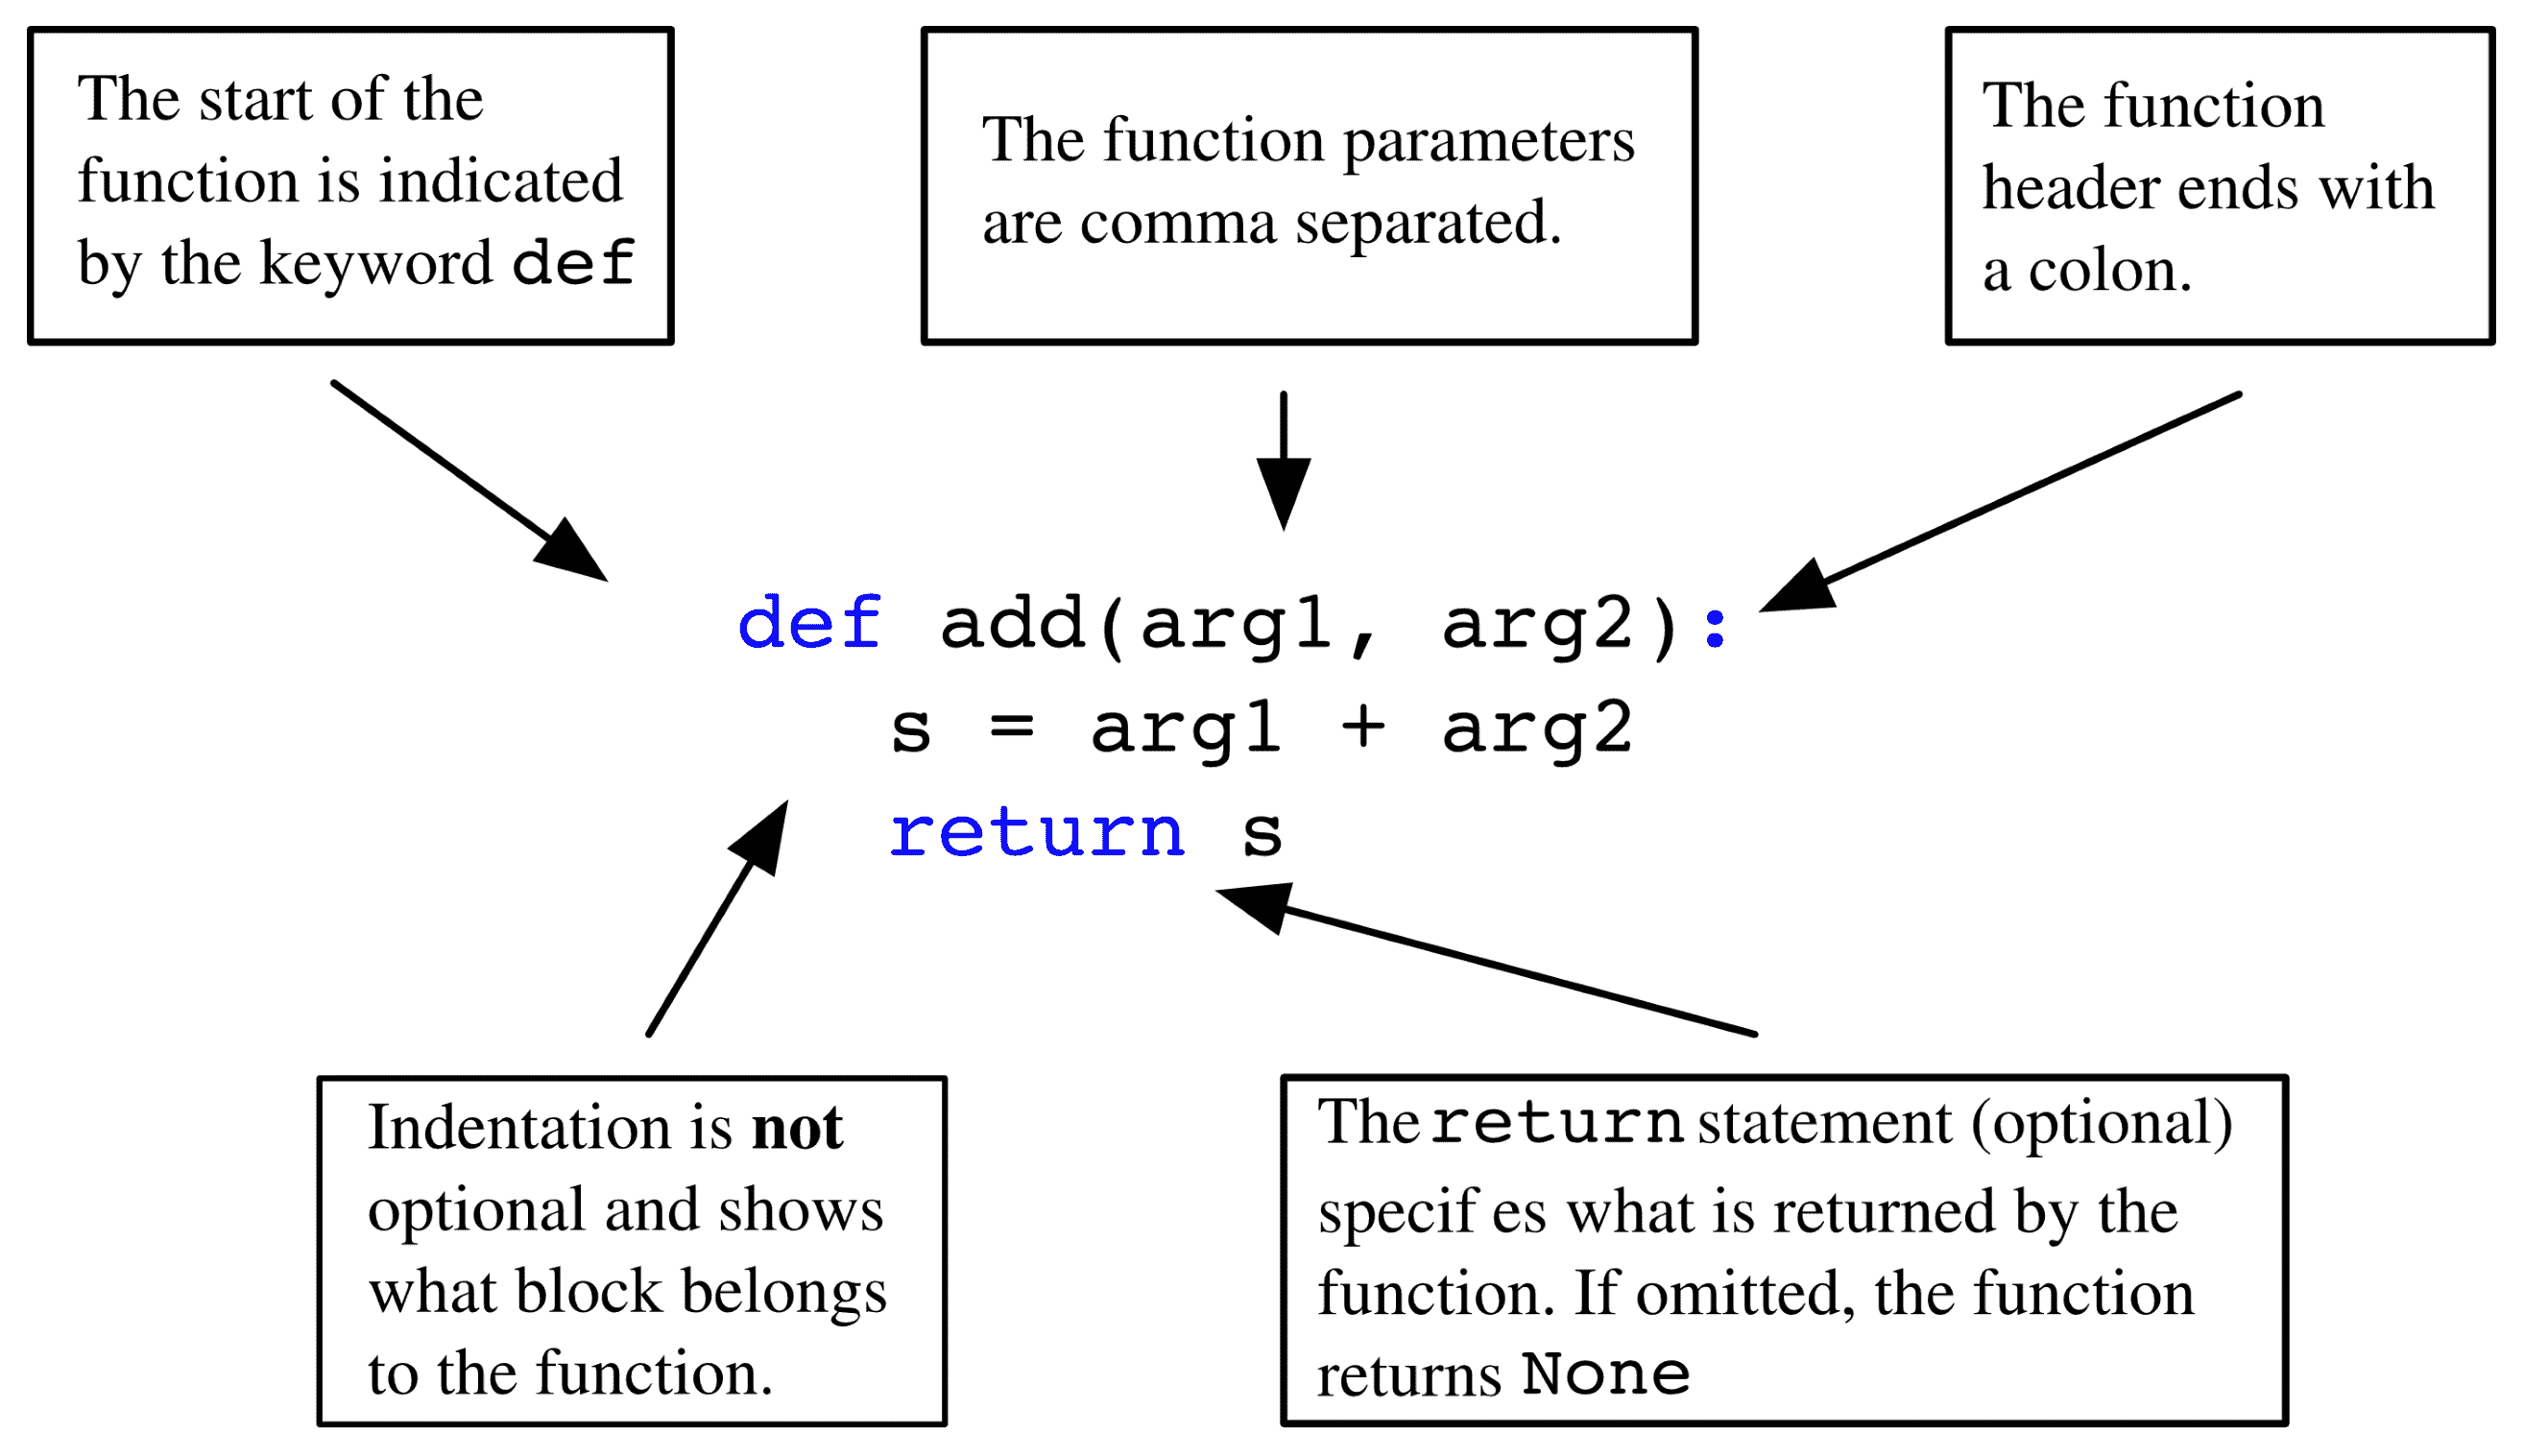 The start of the
function is indicated
by the keyword def
The function parameters
are comma separated.
The function
header ends with
a colon.
def add(arg1, arg2):
s = arg1 + arg2
return s
Indentation is not
optional and shows
what block belongs
to the function.
The return statement (optional)
specif es what is returned by the
function. If omitted, the function
returns None